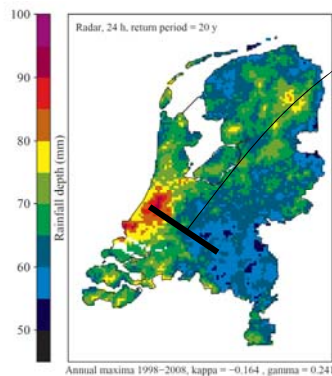 Radar, 24 h, return period = 20 y
100
90
80
70
60
50
Rainfall depth (mm)
Annual maxima 1998−2008, kappa = −0.164 , gamma = 0.241